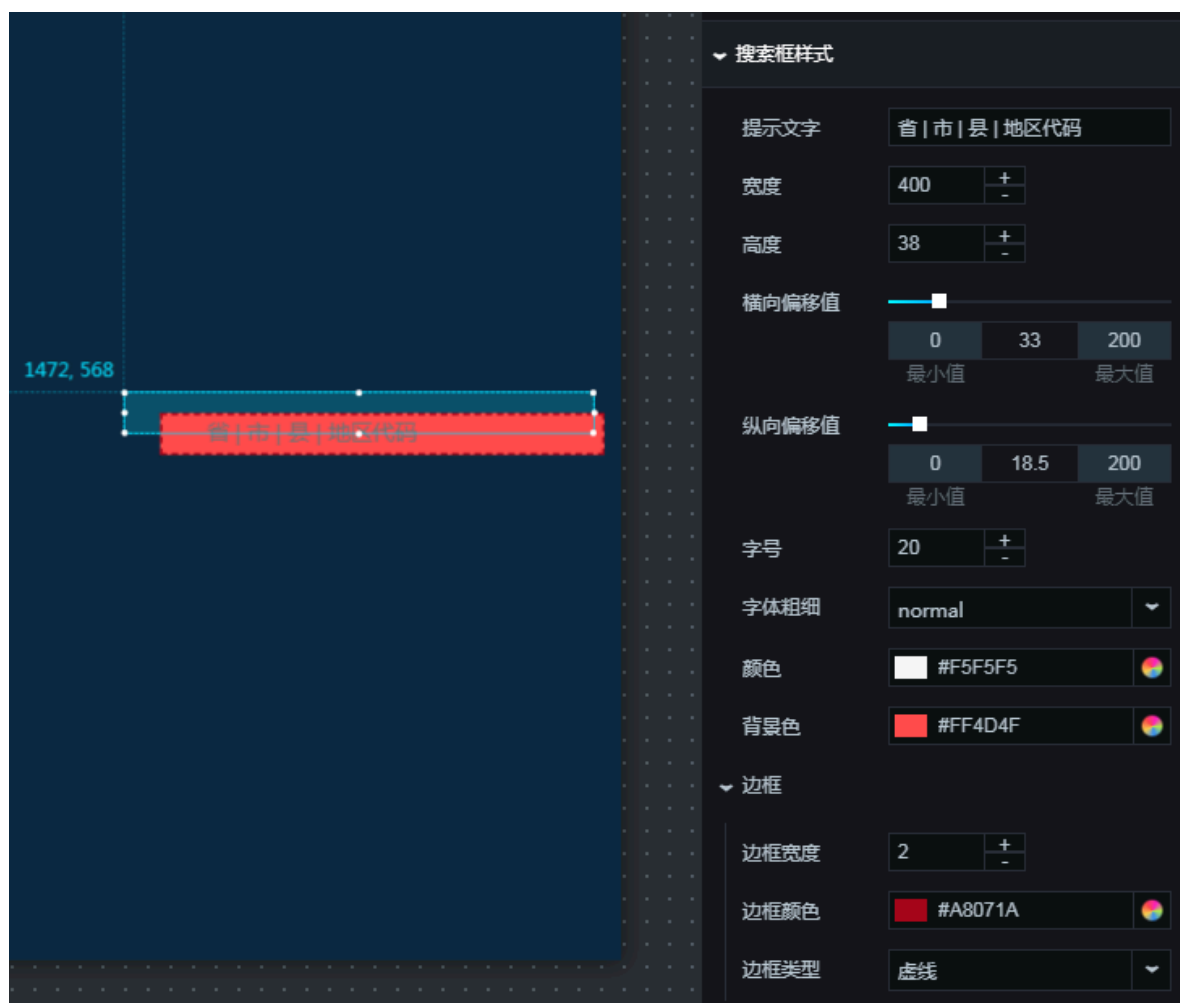 搜索框样式
提示文字 省 | 市 | 县 | 地区代码
宽度 400 + -
高度 38 + -
横向偏移值
0 33 200
最小值 最大值
1472, 568
省 | 市 | 县 | 地区代码
纵向偏移值
0 18.5 200
最小值 最大值
字号 20 + -
字体粗细 normal
颜色 #F5F5F5
背景色 #FF4D4F
边框
边框宽度 2 + -
边框颜色 #A8071A
边框类型 虚线